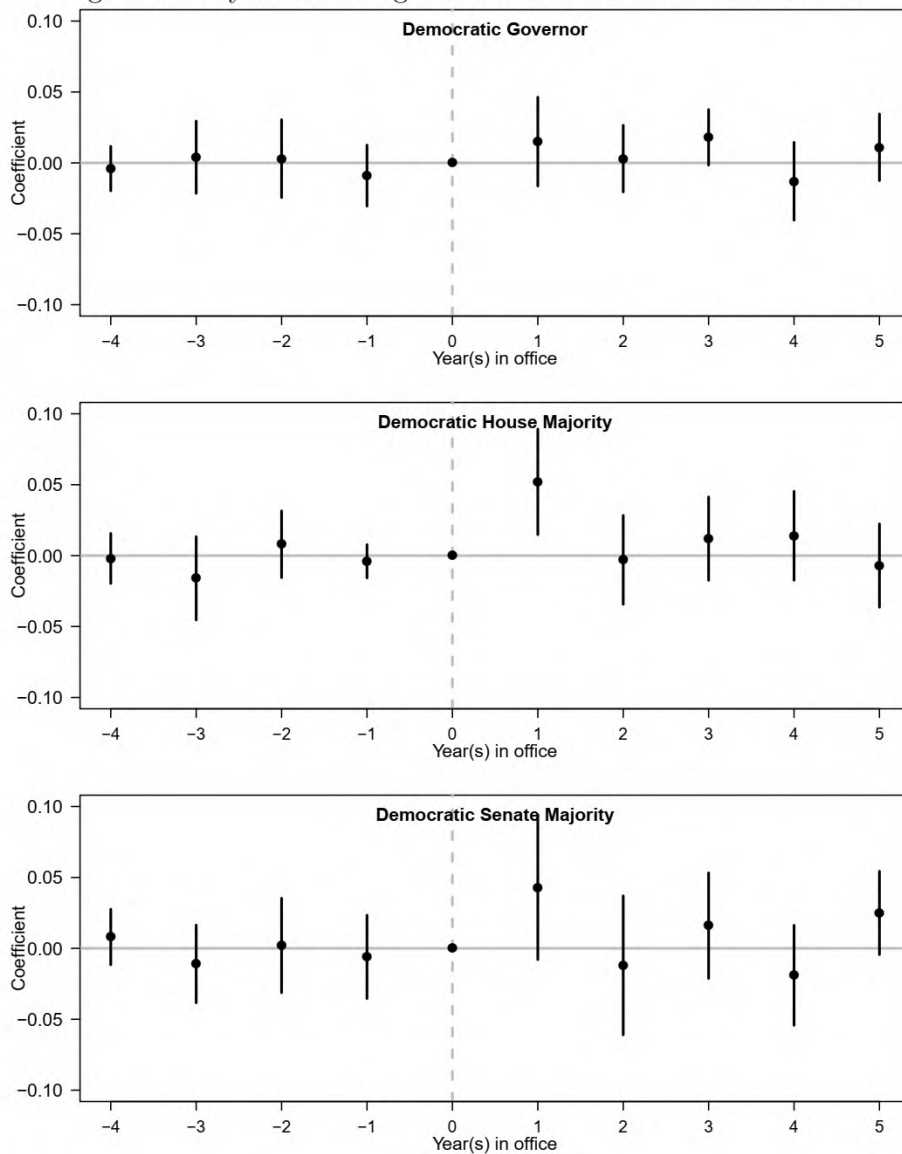 Democratic Governor
0.10
0.05
0.00
−0.05
−0.10
Coefficient
−4 −3 −2 −1 0 1 2 3 4 5
Year(s) in office
Democratic House Majority
0.10
0.05
0.00
−0.05
−0.10
Coefficient
−4 −3 −2 −1 0 1 2 3 4 5
Year(s) in office
Democratic Senate Majority
0.10
0.05
0.00
−0.05
−0.10
Coefficient
−4 −3 −2 −1 0 1 2 3 4 5
Year(s) in office